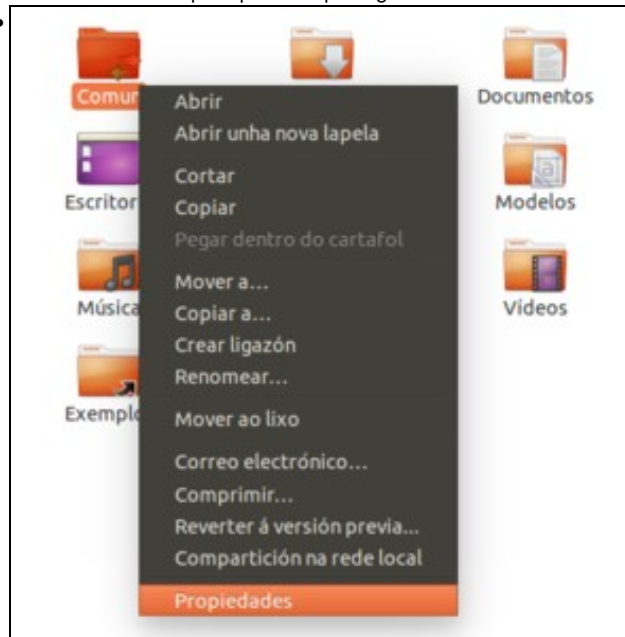 Comun
Documentos
Escritor
Modelos
Música
Vídeos
Exemplo
Abrir
Abrir unha nova lapela
Cortar
Copiar
Pegar dentro do cartafol
Mover a...
Copiar a...
Crear ligazón
Renomear...
Mover ao lixo
Correo electrónico...
Comprimir...
Reverter á versión previa...
Compartición na rede local
Propiedades